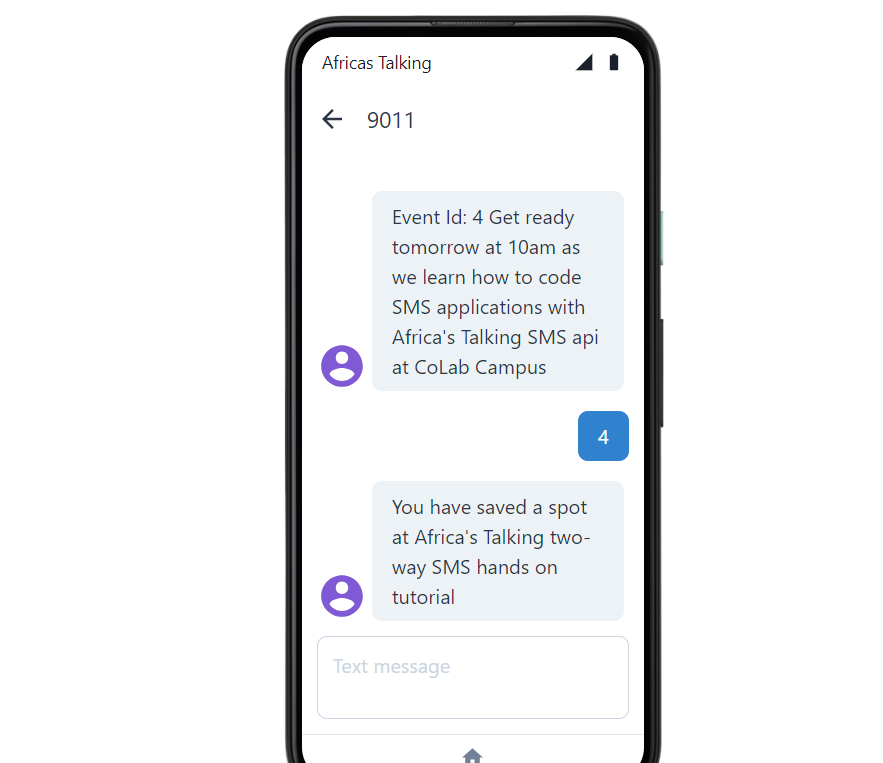 Africas Talking
9011
Event Id: 4 Get ready
tomorrow at 10am as
we learn how to code
SMS applications with
Africa's Talking SMS api
at CoLab Campus
4
You have saved a spot
at Africa's Talking two-
way SMS hands on
tutorial
Text message